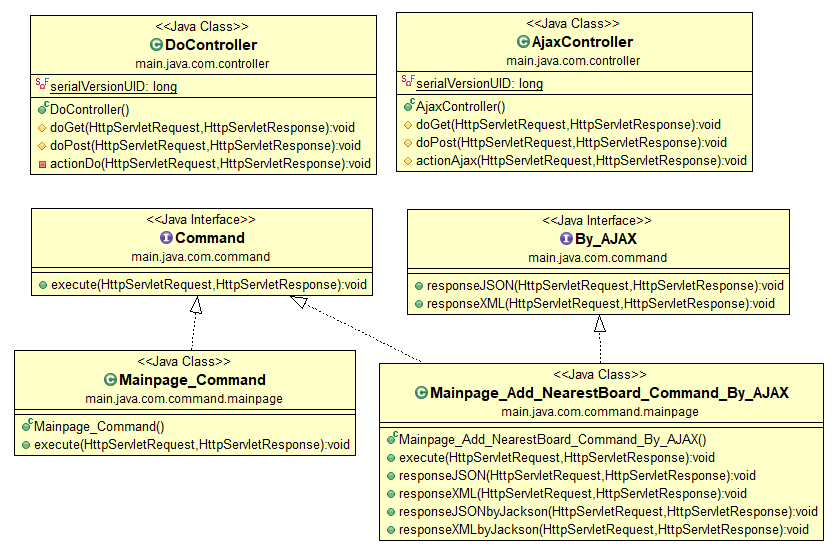 <<Java Class>>
DoController
main.java.com.controller
serialVersionUID: long
DoController()
doGet(HttpServletRequest,HttpServletResponse):void
doPost(HttpServletRequest,HttpServletResponse):void
actionDo(HttpServletRequest,HttpServletResponse):void
<<Java Class>>
AjaxController
main.java.com.controller
serialVersionUID: long
AjaxController()
doGet(HttpServletRequest,HttpServletResponse):void
doPost(HttpServletRequest,HttpServletResponse):void
actionAjax(HttpServletRequest,HttpServletResponse):void
<<Java Interface>>
Command
main.java.com.command
execute(HttpServletRequest,HttpServletResponse):void
<<Java Interface>>
By_AJAX
main.java.com.command
responseJSON(HttpServletRequest,HttpServletResponse):void
responseXML(HttpServletRequest,HttpServletResponse):void
<<Java Class>>
Mainpage_Command
main.java.com.command.mainpage
Mainpage_Command()
execute(HttpServletRequest,HttpServletResponse):void
<<Java Class>>
Mainpage_Add_NearestBoard_Command_By_AJAX
main.java.com.command.mainpage
Mainpage_Add_NearestBoard_Command_By_AJAX()
execute(HttpServletRequest,HttpServletResponse):void
responseJSON(HttpServletRequest,HttpServletResponse):void
responseXML(HttpServletRequest,HttpServletResponse):void
responseJSONbyJackson(HttpServletRequest,HttpServletResponse):void
responseXMLbyJackson(HttpServletRequest,HttpServletResponse):void